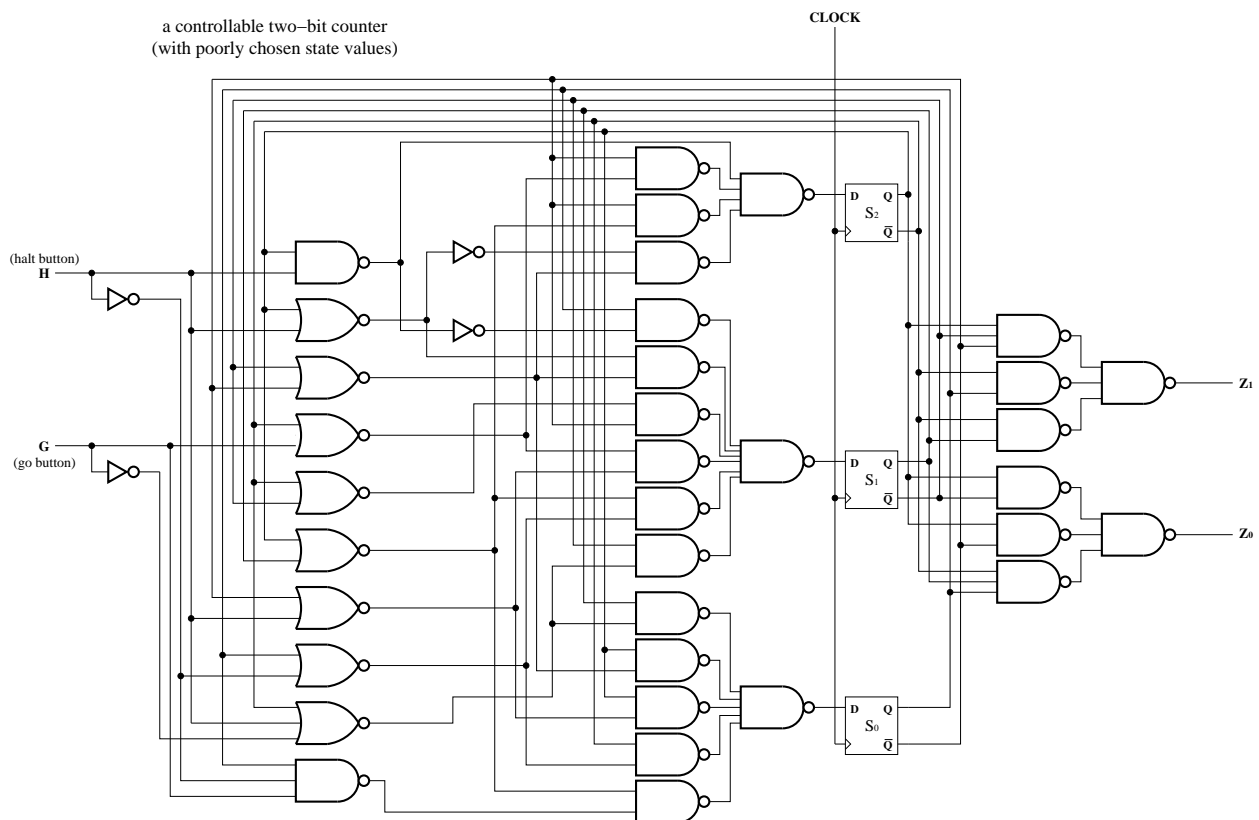 a controllable two−bit counter
(with poorly chosen state values)
CLOCK
(halt button)
H
G
(go button)
D Q
S2
Q̅
D Q
S1
Q̅
D Q
S0
Q̅
Z1
Z0